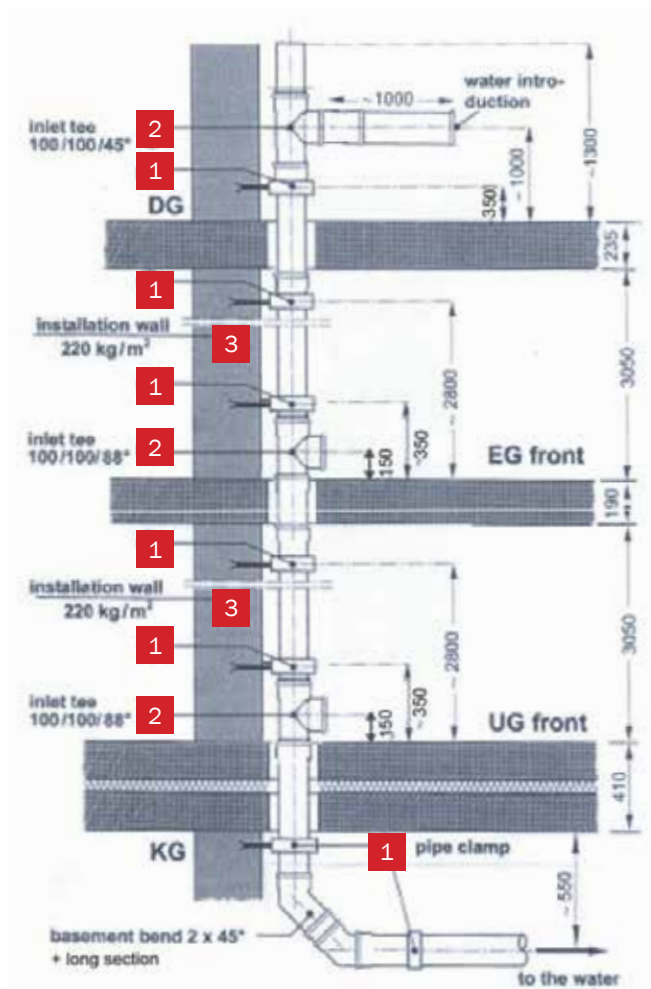 water intro-
duction
~1000
inlet tee 2
100/100/45°
1
DG
350
~1000
~1300
235
1
installation wall
220 kg/m² 3
1
inlet tee 2
100/100/88°
150
~350
~2800
3050
EG front
190
1
installation wall
220 kg/m² 3
1
inlet tee 2
100/100/88°
150
~350
~2800
3050
UG front
410
KG
1 pipe clamp
~550
basement bend 2 x 45°
+ long section
to the water